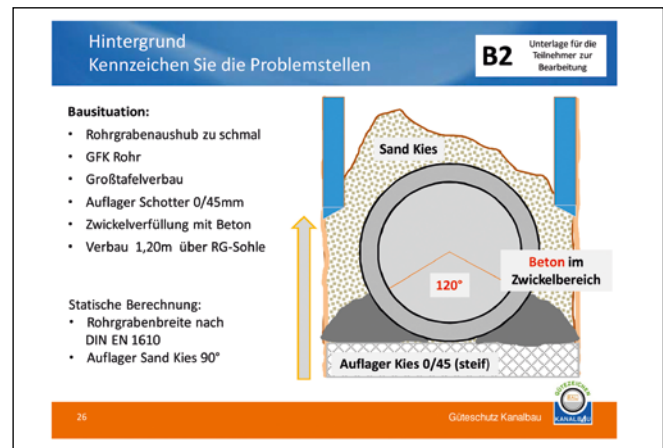 Hintergrund
Kennzeichen Sie die Problemstellen
B2
Unterlage für die
Teilnehmer zur
Bearbeitung
Bausituation:
• Rohrgrabenaushub zu schmal
• GFK Rohr
• Großtafelverbau
• Auflager Schotter 0/45mm
• Zwickelverfüllung mit Beton
• Verbau 1,20m über RG-Sohle
Statische Berechnung:
• Rohrgrabenbreite nach
DIN EN 1610
• Auflager Sand Kies 90°
Sand Kies
120°
Beton im
Zwickelbereich
Auflager Kies 0/45 (steif)
26
Güteschutz Kanalbau
GÜTEZEICHEN
KANALBAU